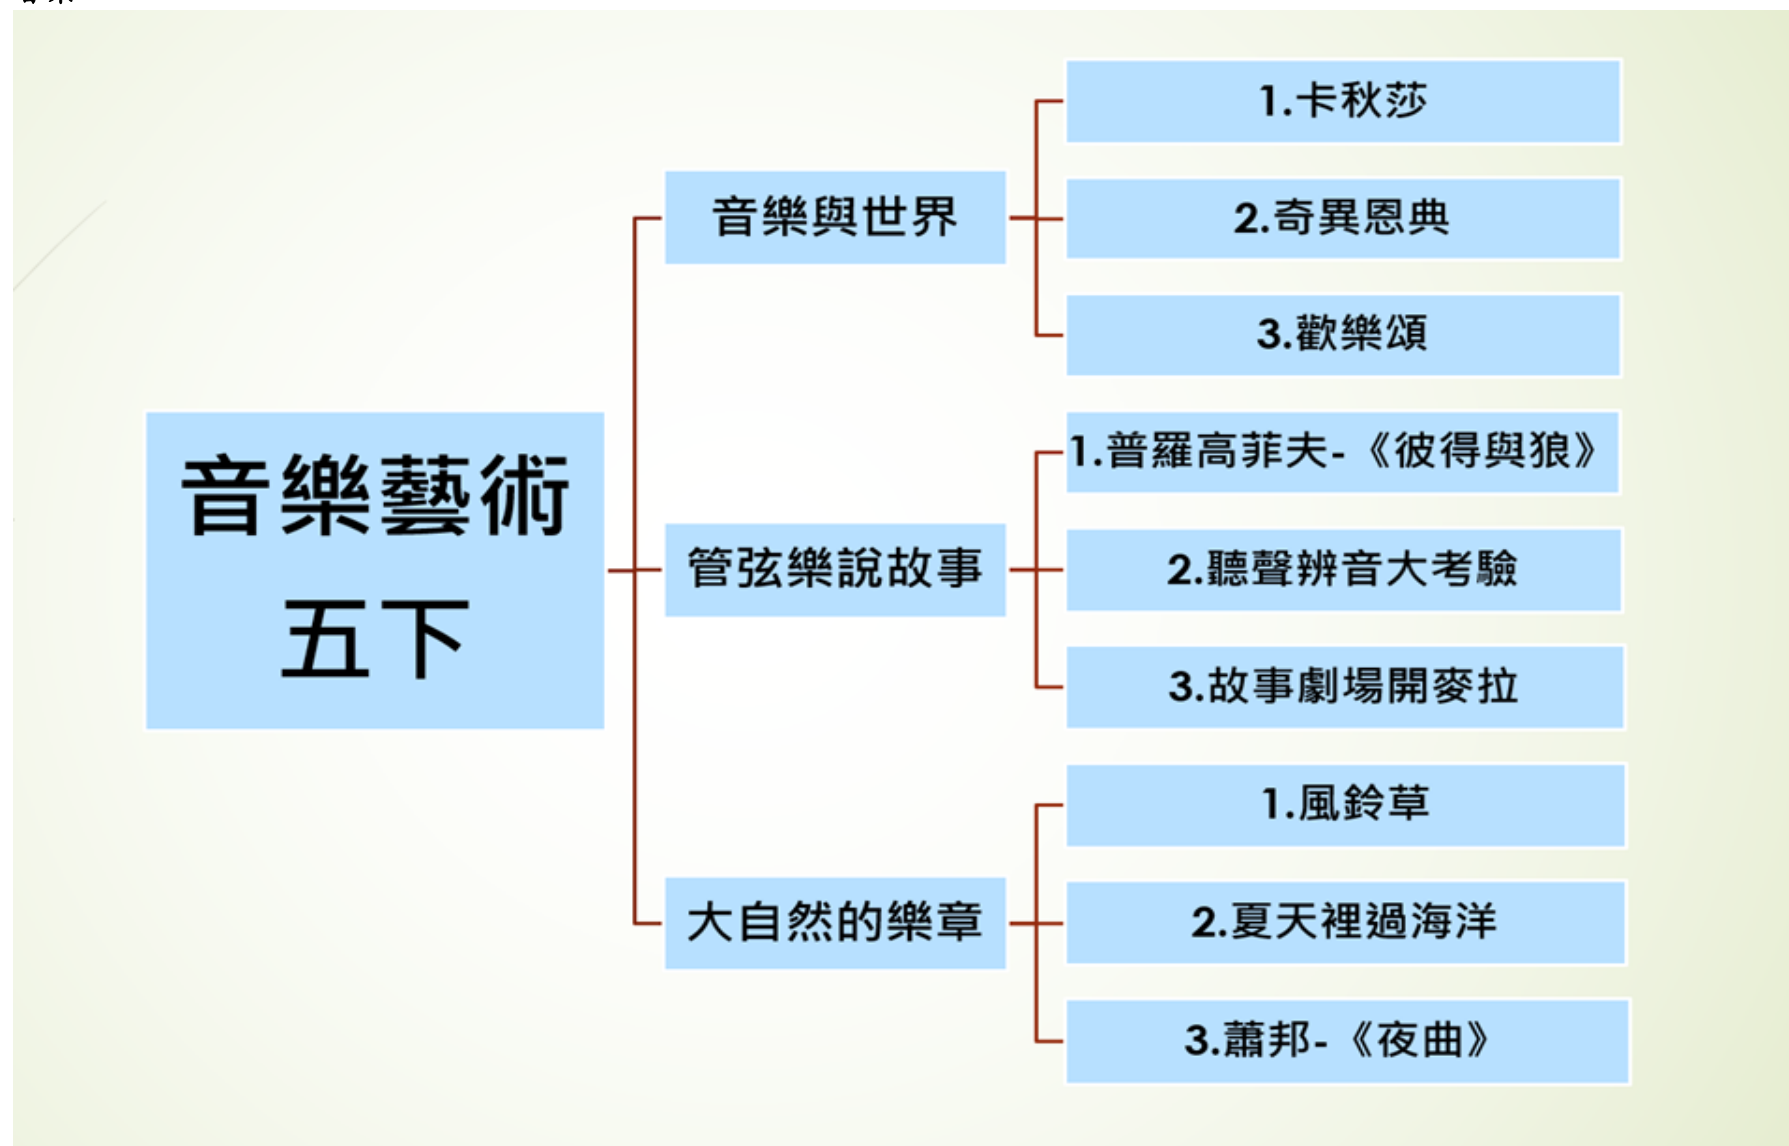 音樂藝術
五下
音樂與世界
1.卡秋莎
2.奇異恩典
3.歡樂頌
管弦樂說故事
1.普羅高菲夫-《彼得與狼》
2.聽聲辨音大考驗
3.故事劇場開麥拉
大自然的樂章
1.風鈴草
2.夏天裡過海洋
3.蕭邦-《夜曲》